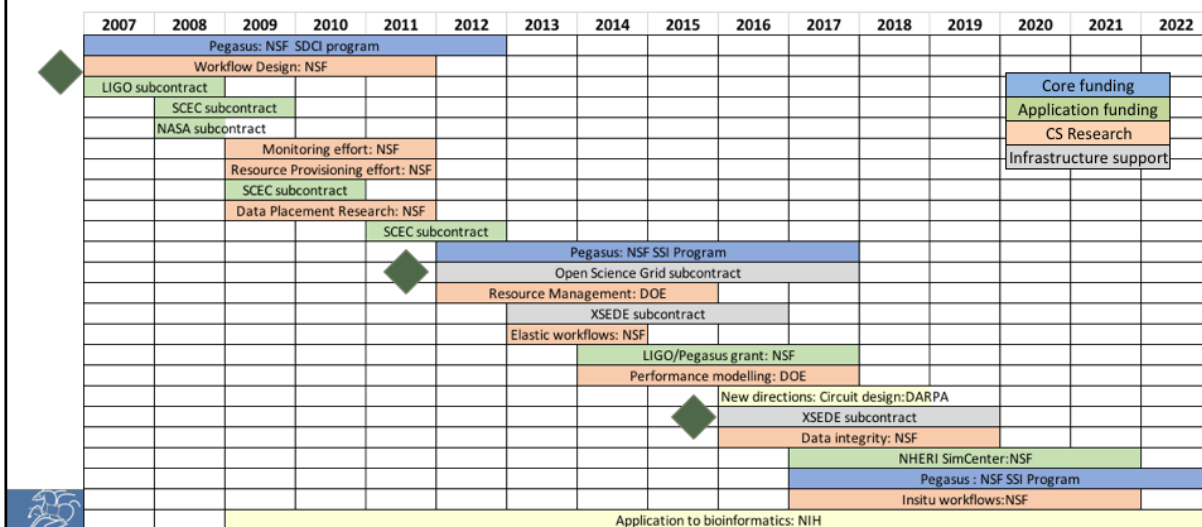 2007 2008 2009 2010 2011 2012 2013 2014 2015 2016 2017 2018 2019 2020 2021 2022
Pegasus: NSF SDCI program
Workflow Design: NSF
LIGO subcontract
Core funding
SCEC subcontract
Application funding
NASA subcontract
CS Research
Monitoring effort: NSF
Infrastructure support
Resource Provisioning effort: NSF
SCEC subcontract
Data Placement Research: NSF
SCEC subcontract
Pegasus: NSF SSI Program
Open Science Grid subcontract
Resource Management: DOE
XSEDE subcontract
Elastic workflows: NSF
LIGO/Pegasus grant: NSF
Performance modelling: DOE
New directions: Circuit design:DARPA
XSEDE subcontract
Data integrity: NSF
NHERI SimCenter:NSF
Pegasus : NSF SSI Program
Insitu workflows:NSF
Application to bioinformatics: NIH